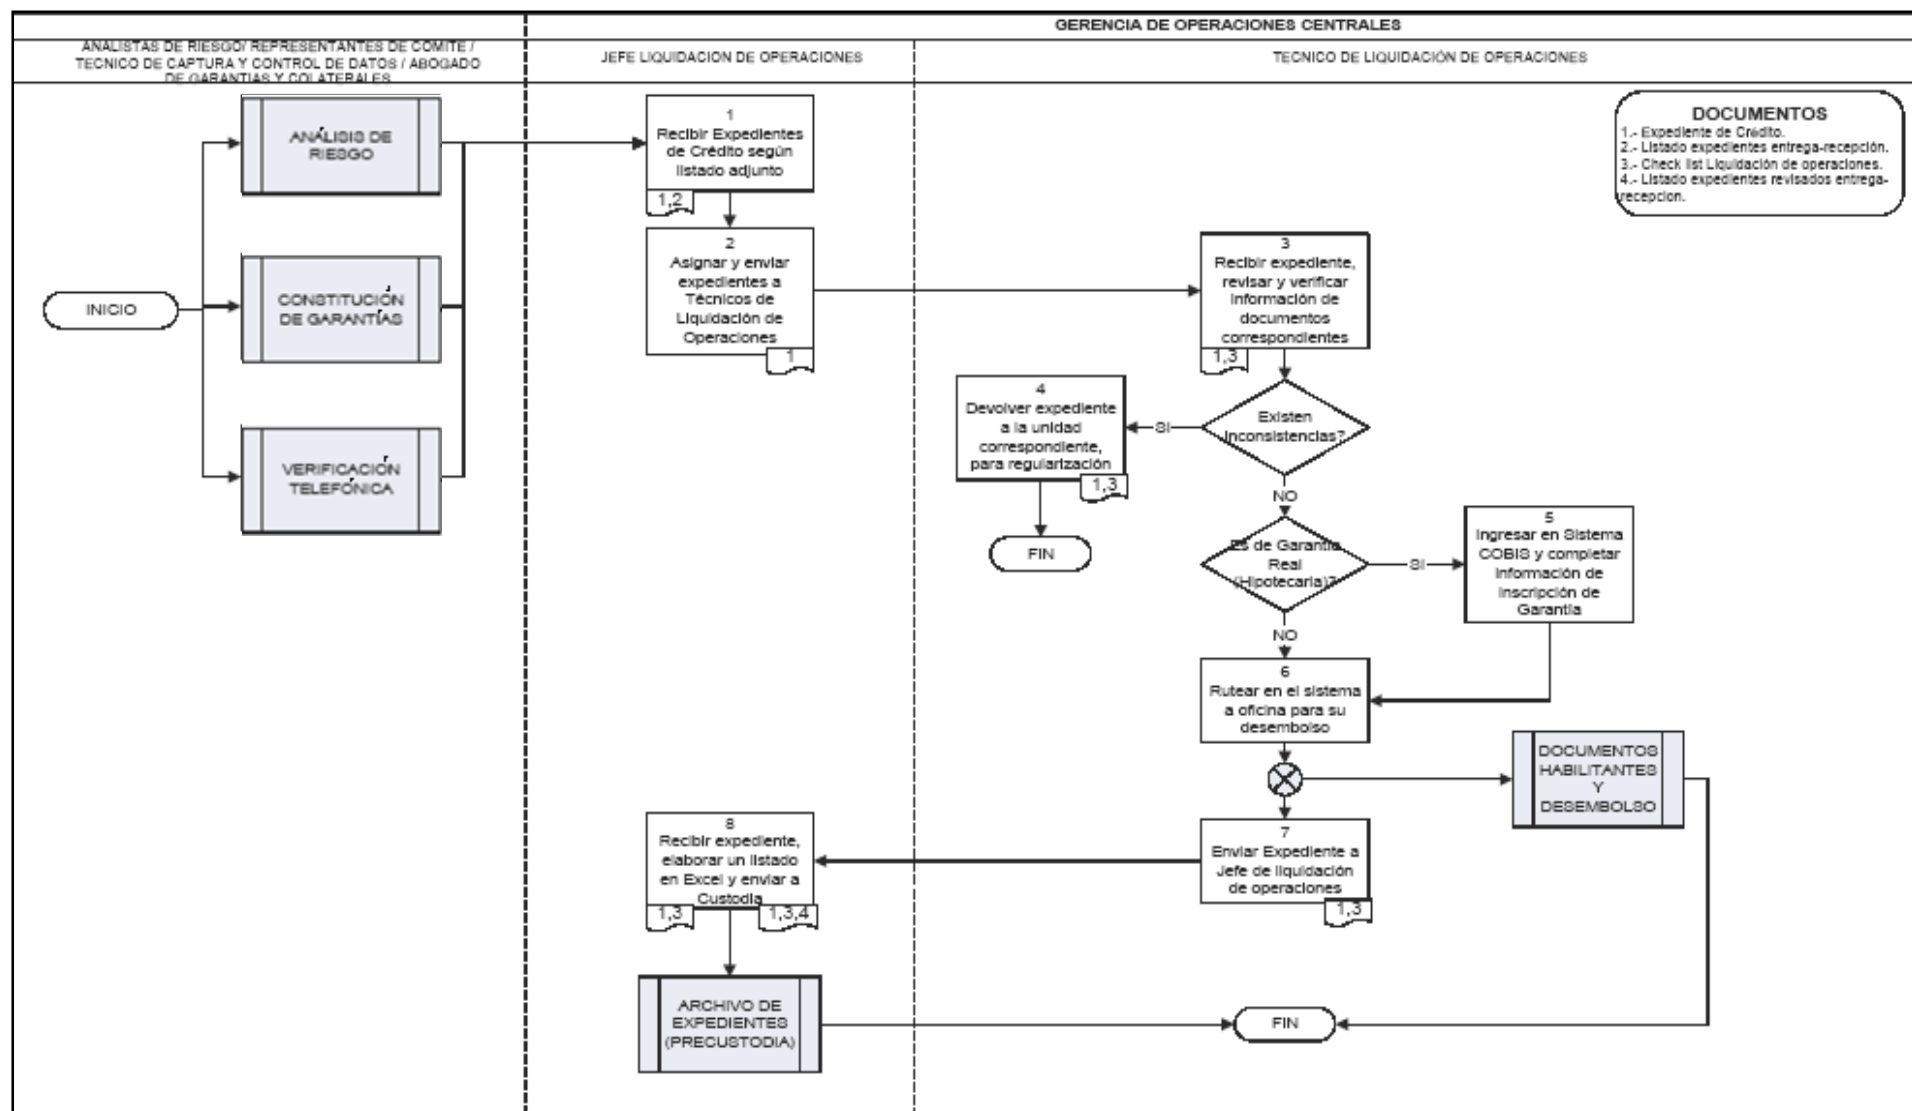 GERENCIA DE OPERACIONES CENTRALES
ANALISTAS DE RIESGO/ REPRESENTANTES DE COMITE /
TECNICO DE CAPTURA Y CONTROL DE DATOS / ABOGADO
DE GARANTIAS Y COLATERALES
JEFE LIQUIDACION DE OPERACIONES
TECNICO DE LIQUIDACIÓN DE OPERACIONES
DOCUMENTOS
1.- Expediente de Crédito.
2.- Listado expedientes entrega-recepción.
3.- Check list Liquidación de operaciones.
4.- Listado expedientes revisados entrega-
recepcion.
INICIO
ANÁLISIS DE
RIESGO
CONSTITUCIÓN
DE GARANTÍAS
VERIFICACIÓN
TELEFÓNICA
1
Recibir Expedientes
de Crédito según
listado adjunto
1,2
2
Asignar y enviar
expedientes a
Técnicos de
Liquidación de
Operaciones
1
3
Recibir expediente,
revisar y verificar
información de
documentos
correspondientes
1,3
Existen
inconsistencias?
SI
4
Devolver expediente
a la unidad
correspondiente,
para regularización
1,3
FIN
NO
Es de Garantía
Real
(Hipotecaria)?
SI
5
Ingresar en Sistema
COBIS y completar
información de
inscripción de
Garantía
NO
6
Rutear en el sistema
a oficina para su
desembolso
DOCUMENTOS
HABILITANTES
Y
DESEMBOLSO
7
Enviar Expediente a
Jefe de liquidación
de operaciones
1,3
8
Recibir expediente,
elaborar un listado
en Excel y enviar a
Custodia
1,3
1,3,4
ARCHIVO DE
EXPEDIENTES
(PRECUSTODIA)
FIN